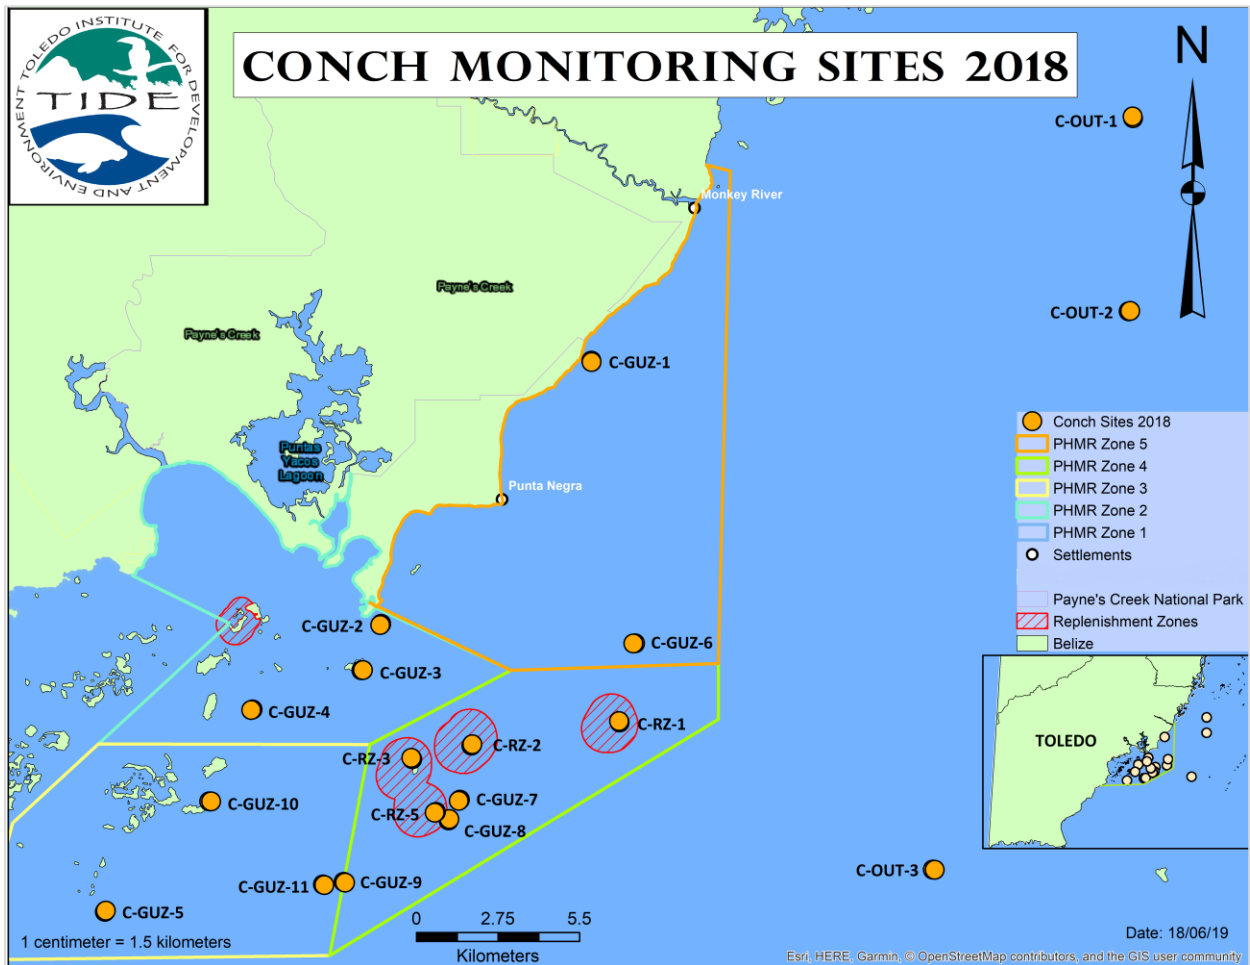 TOLEDO INSTITUTE FOR DEVELOPMENT AND ENVIRONMENT
TIDE
CONCH MONITORING SITES 2018
N
C-OUT-1
Monkey River
Payne's Creek
C-OUT-2
Payne's Creek
C-GUZ-1
Conch Sites 2018
PHMR Zone 5
PHMR Zone 4
PHMR Zone 3
PHMR Zone 2
PHMR Zone 1
Settlements
Payne's Creek National Park
Replenishment Zones
Belize
Puntas
Yacos
Lagoon
Punta Negra
C-GUZ-2
C-GUZ-6
C-GUZ-3
C-GUZ-4
C-RZ-1
C-RZ-2
C-RZ-3
TOLEDO
C-GUZ-10
C-GUZ-7
C-RZ-5
C-GUZ-8
C-OUT-3
C-GUZ-11
C-GUZ-9
C-GUZ-5
0 2.75 5.5
Kilometers
1 centimeter = 1.5 kilometers
Date: 18/06/19
Esri, HERE, Garmin, © OpenStreetMap contributors, and the GIS user community